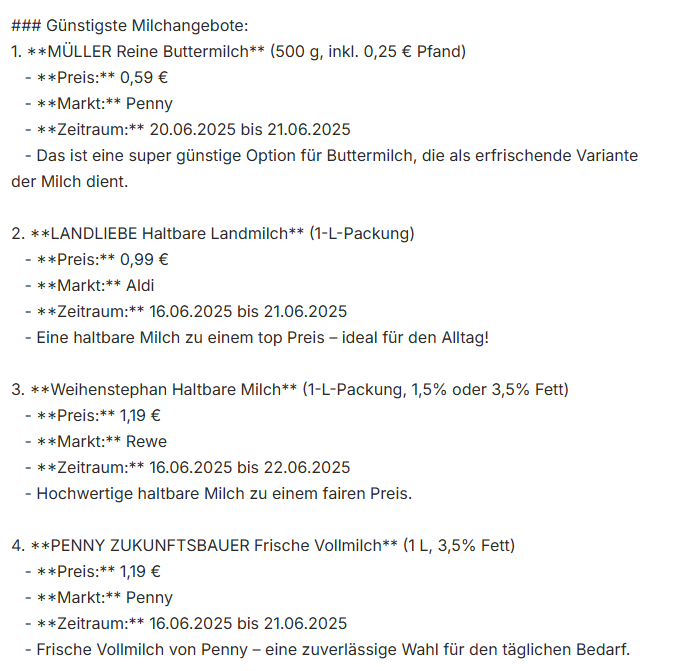 ### Günstigste Milchangebote:
1. **MÜLLER Reine Buttermilch** (500 g, inkl. 0,25 € Pfand)
- **Preis:** 0,59 €
- **Markt:** Penny
- **Zeitraum:** 20.06.2025 bis 21.06.2025
- Das ist eine super günstige Option für Buttermilch, die als erfrischende Variante
der Milch dient.
2. **LANDLIEBE Haltbare Landmilch** (1-L-Packung)
- **Preis:** 0,99 €
- **Markt:** Aldi
- **Zeitraum:** 16.06.2025 bis 21.06.2025
- Eine haltbare Milch zu einem top Preis – ideal für den Alltag!
3. **Weihenstephan Haltbare Milch** (1-L-Packung, 1,5% oder 3,5% Fett)
- **Preis:** 1,19 €
- **Markt:** Rewe
- **Zeitraum:** 16.06.2025 bis 22.06.2025
- Hochwertige haltbare Milch zu einem fairen Preis.
4. **PENNY ZUKUNFTSBAUER Frische Vollmilch** (1 L, 3,5% Fett)
- **Preis:** 1,19 €
- **Markt:** Penny
- **Zeitraum:** 16.06.2025 bis 21.06.2025
- Frische Vollmilch von Penny – eine zuverlässige Wahl für den täglichen Bedarf.